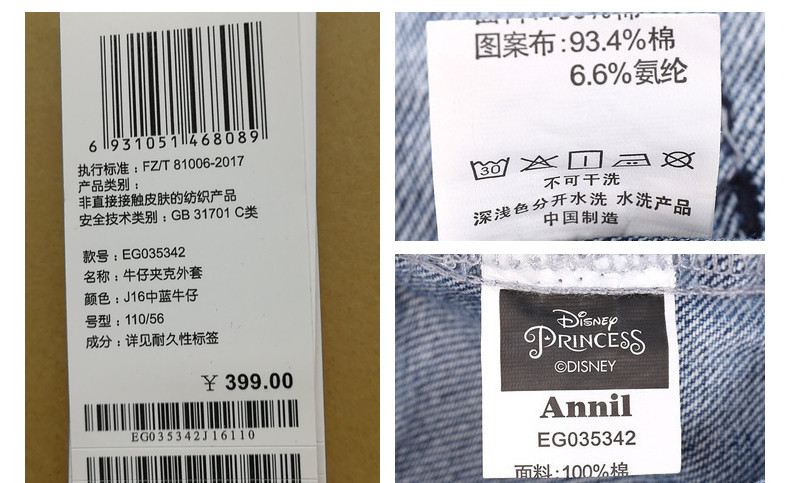 6 931051 468089
执行标准：FZ/T 81006-2017
产品类别：
非直接接触皮肤的纺织产品
安全技术类别：GB 31701 C类
款号：EG035342
名称：牛仔夹克外套
颜色：J16中蓝牛仔
号型：110/56
成分：详见耐久性标签
￥ 399.00
EG035342J16110
面料:100%棉
图案布:93.4%棉
6.6%氨纶
30
不可干洗
深浅色分开水洗 水洗产品
中国制造
Disney
PRINCESS
©DISNEY
Annil
EG035342
面料:100%棉